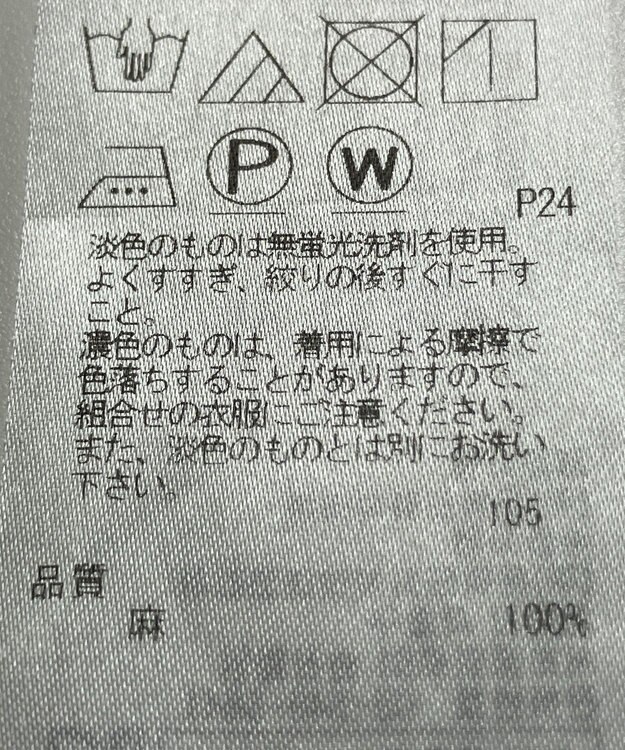 P
W
P24
淡色のものは無蛍光洗剤を使用。
よくすすぎ、絞りの後すぐに干す
こと。
濃色のものは、着用による摩擦で
色落ちすることがありますので、
組合せの衣服にご注意ください。
また、淡色のものとは別にお洗い
下さい。
105
品質
麻 100%